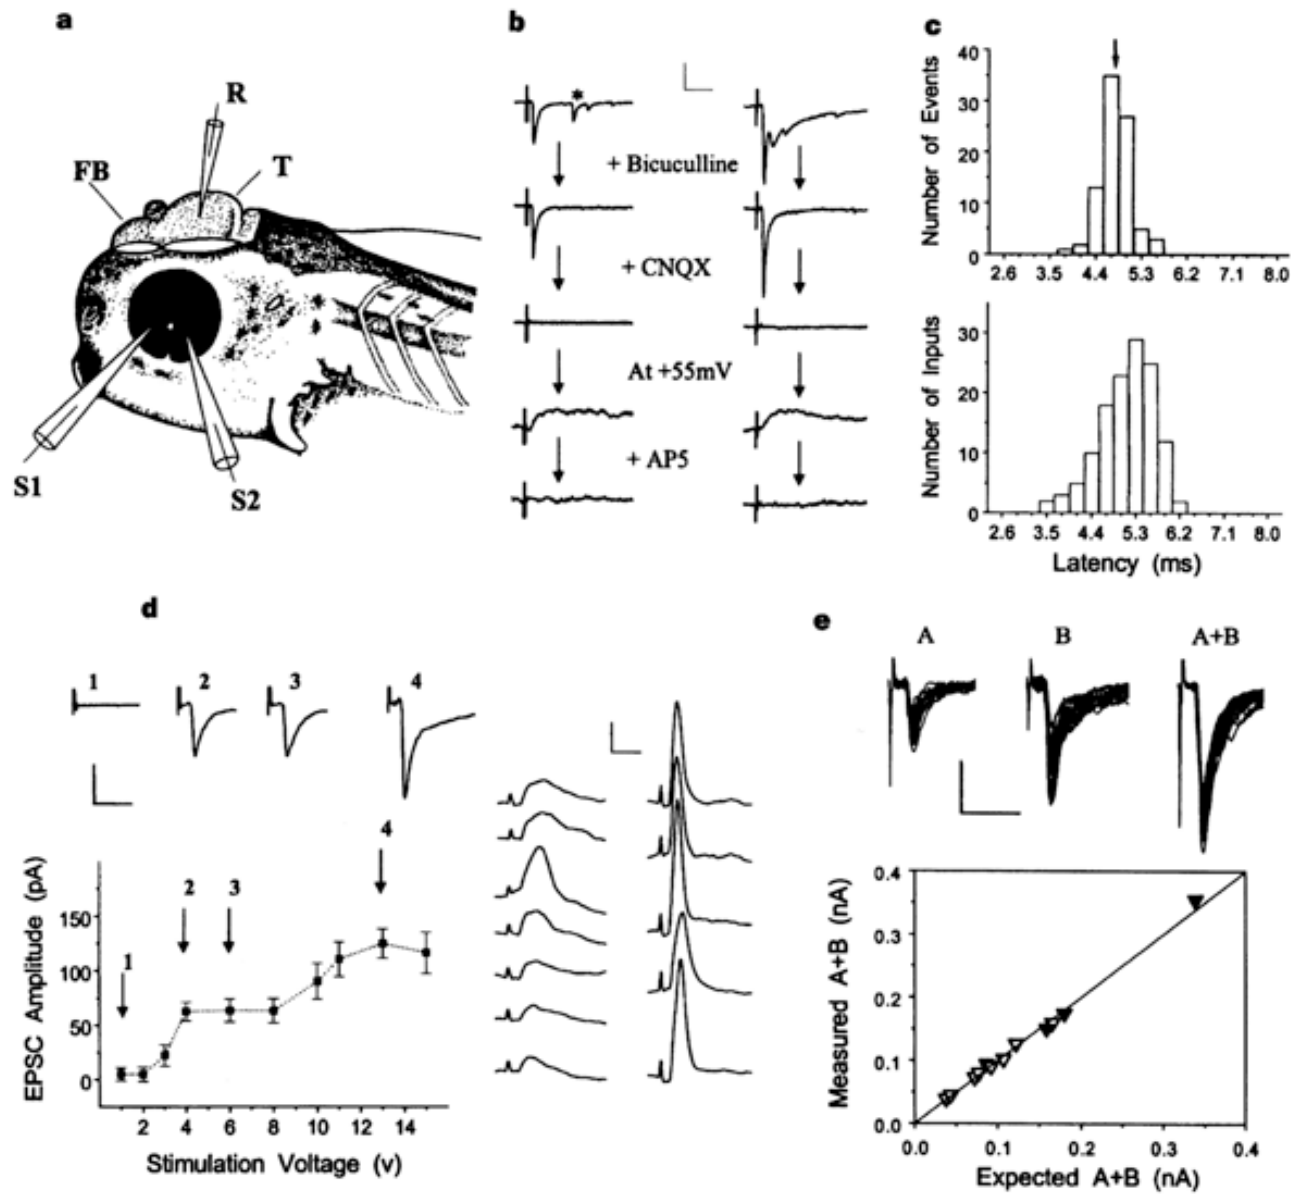 a
R
FB
T
S1
S2
b
*
+ Bicuculline
+ CNQX
At +55mV
+ AP5
c
Number of Events
40
30
20
10
0
2.6 3.5 4.4 5.3 6.2 7.1 8.0
Number of Inputs
30
20
10
0
2.6 3.5 4.4 5.3 6.2 7.1 8.0
Latency (ms)
d
1 2 3 4
EPSC Amplitude (pA)
150
100
50
0
1
2
3
4
2 4 6 8 10 12 14
Stimulation Voltage (v)
e
A B A+B
Measured A+B (nA)
0.4
0.3
0.2
0.1
0.0
0.0 0.1 0.2 0.3 0.4
Expected A+B (nA)